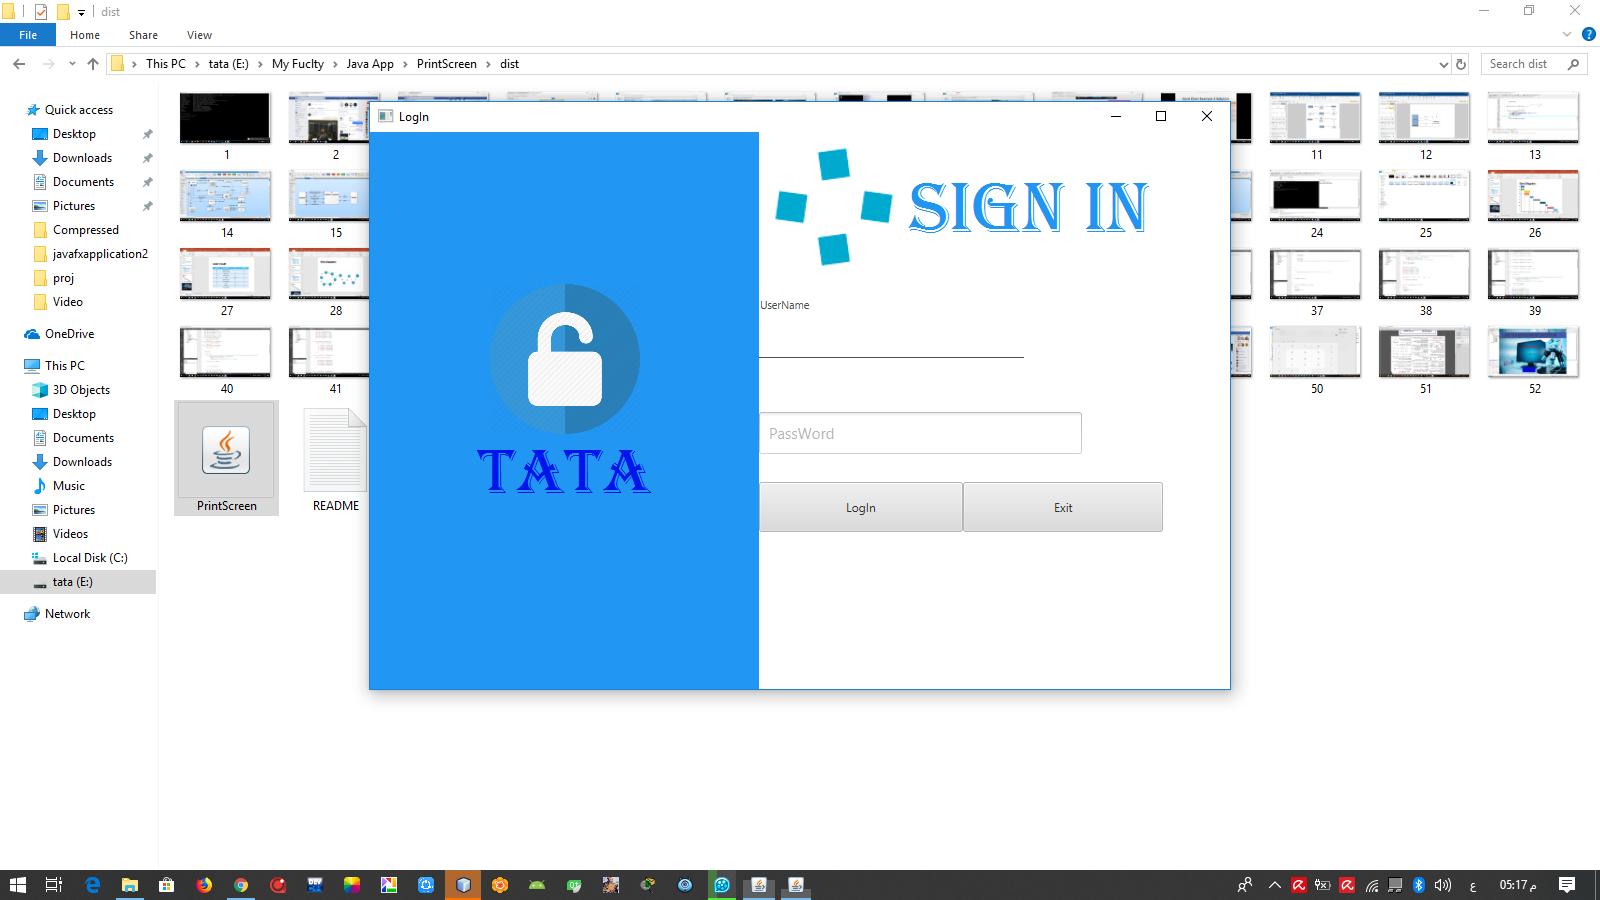 dist
File Home Share View
This PC tata (E:) My Fuclty Java App PrintScreen dist
Search dist
Quick access
Desktop
Downloads
Documents
Pictures
Compressed
javafxapplication2
proj
Video
OneDrive
This PC
3D Objects
Desktop
Documents
Downloads
Music
Pictures
Videos
Local Disk (C:)
tata (E:)
Network
1 2 11 12 13
14 15 24 25 26
27 28 37 38 39
40 41 50 51 52
PrintScreen README
LogIn
TATA
SIGN IN
UserName
PassWord
LogIn Exit
ع
05:17 م